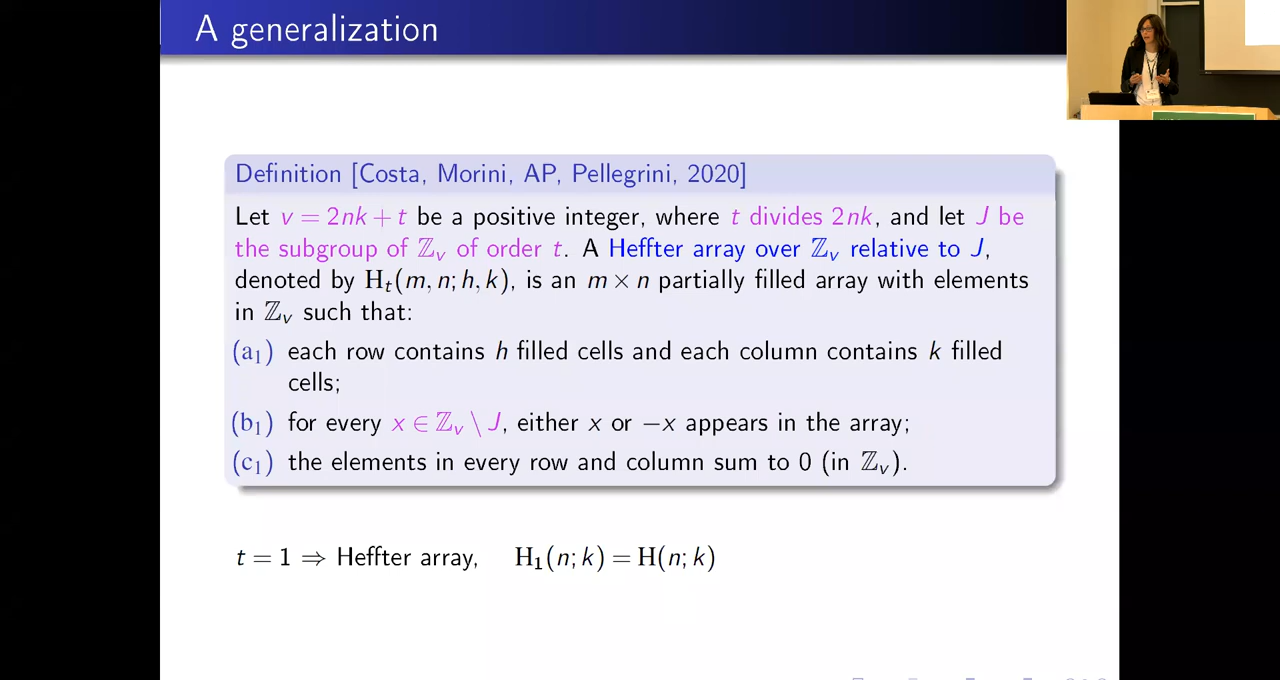 A generalization
Definition [Costa, Morini, AP, Pellegrini, 2020]
Let v = 2nk + t be a positive integer, where t divides 2nk, and let J be
the subgroup of ℤᵥ of order t. A Heffter array over ℤᵥ relative to J,
denoted by Hₜ(m, n; h, k), is an m × n partially filled array with elements
in ℤᵥ such that:
(a₁) each row contains h filled cells and each column contains k filled
cells;
(b₁) for every x ∈ ℤᵥ \ J, either x or −x appears in the array;
(c₁) the elements in every row and column sum to 0 (in ℤᵥ).
t = 1 ⇒ Heffter array, H₁(n; k) = H(n; k)